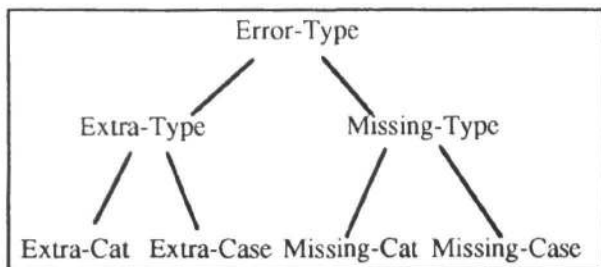 Error-Type
Extra-Type Missing-Type
Extra-Cat Extra-Case Missing-Cat Missing-Case